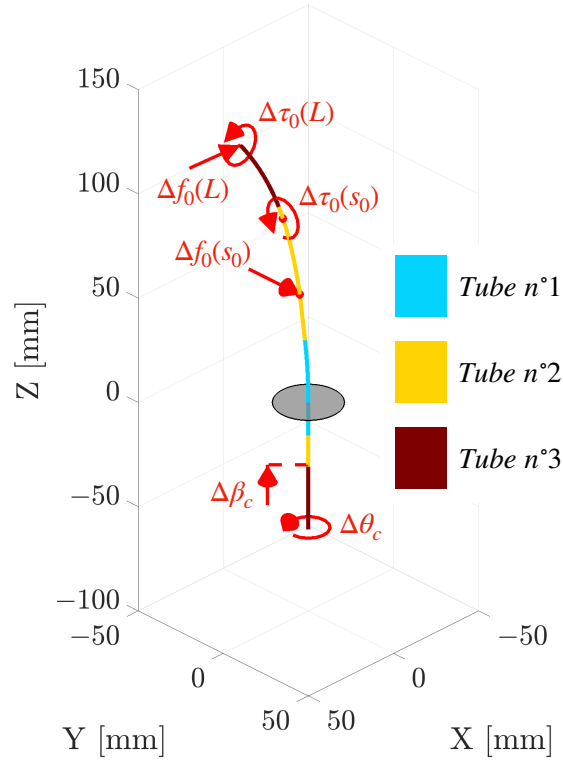 150
Δτ₀(L)
100
Δf₀(L)
Δτ₀(s₀)
Δf₀(s₀)
50
Tube n°1
Z [mm]
0
Tube n°2
Tube n°3
−50
Δβ_c
Δθ_c
−100
−50
−50
0
0
50
50
Y [mm]
X [mm]